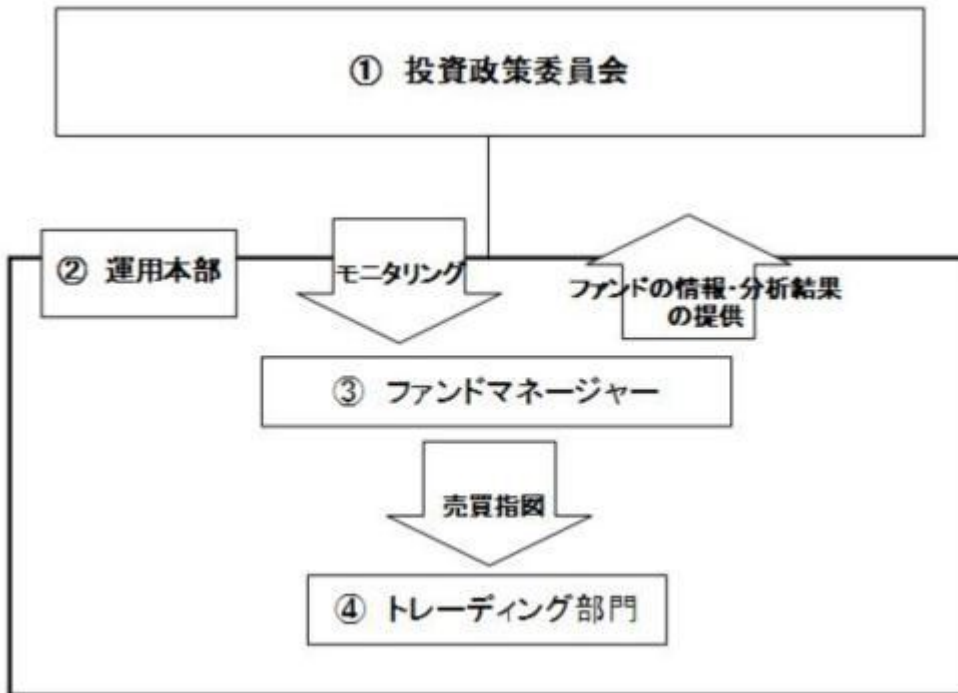 ① 投資政策委員会
② 運用本部
モニタリング
ファンドの情報・分析結果
の提供
③ ファンドマネージャー
売買指図
④ トレーディング部門